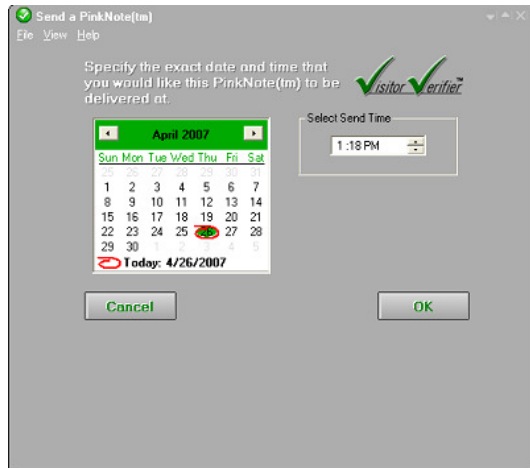 Send a PinkNote(tm)
File View Help
Specify the exact date and time that
you would like this PinkNote(tm) to be
delivered at.
Visitor Verifier™
April 2007
Sun Mon Tue Wed Thu Fri Sat
25 26 27 28 29 30 31
1 2 3 4 5 6 7
8 9 10 11 12 13 14
15 16 17 18 19 20 21
22 23 24 25 26 27 28
29 30 1 2 3 4 5
Today: 4/26/2007
Select Send Time
1 :18 PM
Cancel
OK